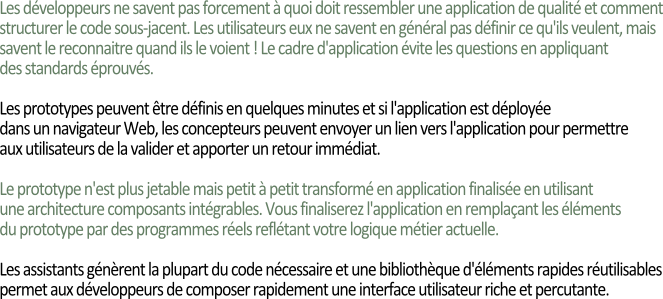 Les développeurs ne savent pas forcement à quoi doit ressembler une application de qualité et comment
structurer le code sous-jacent. Les utilisateurs eux ne savent en général pas définir ce qu'ils veulent, mais
savent le reconnaitre quand ils le voient ! Le cadre d'application évite les questions en appliquant
des standards éprouvés.
Les prototypes peuvent être définis en quelques minutes et si l'application est déployée
dans un navigateur Web, les concepteurs peuvent envoyer un lien vers l'application pour permettre
aux utilisateurs de la valider et apporter un retour immédiat.
Le prototype n'est plus jetable mais petit à petit transformé en application finalisée en utilisant
une architecture composants intégrables. Vous finaliserez l'application en remplaçant les éléments
du prototype par des programmes réels reflétant votre logique métier actuelle.
Les assistants génèrent la plupart du code nécessaire et une bibliothèque d'éléments rapides réutilisables
permet aux développeurs de composer rapidement une interface utilisateur riche et percutante.